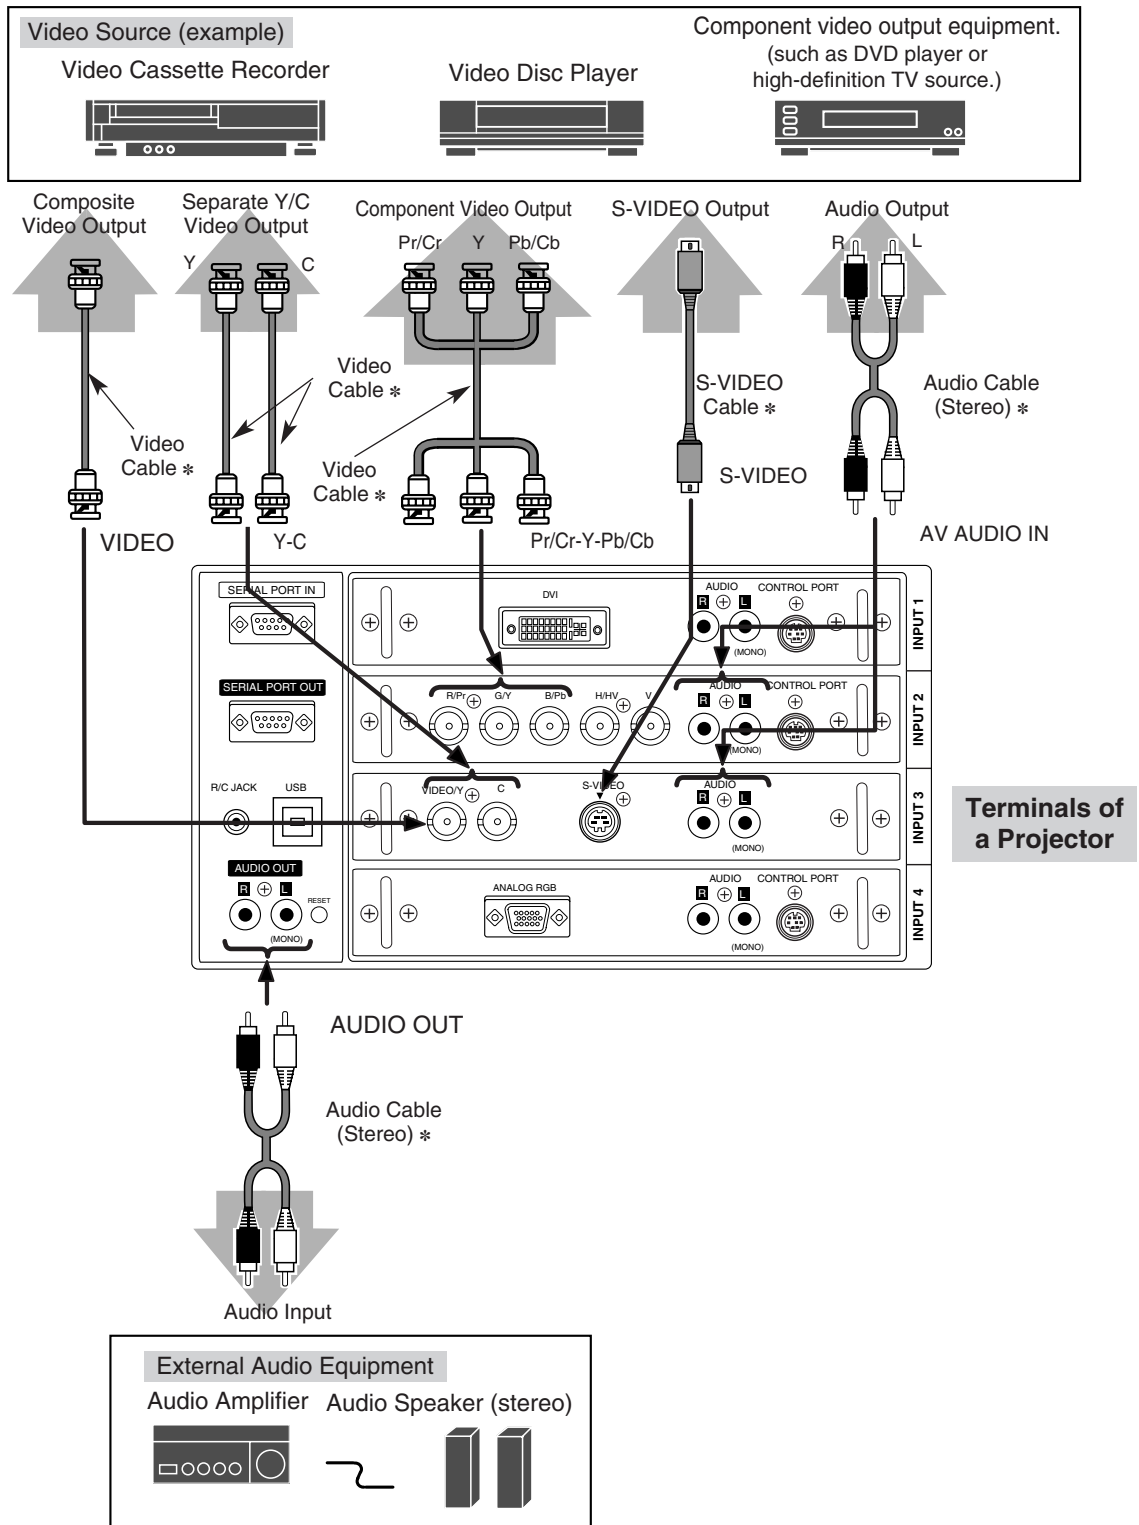 Video Source (example)
Video Cassette Recorder
Video Disc Player
Component video output equipment.
(such as DVD player or
high-definition TV source.)
Composite
Video Output
Separate Y/C
Video Output
Y
C
Component Video Output
Pr/Cr
Y
Pb/Cb
S-VIDEO Output
Audio Output
R
L
Video
Cable *
Video
Cable *
Video
Cable *
S-VIDEO
Cable *
Audio Cable
(Stereo) *
VIDEO
Y-C
Pr/Cr-Y-Pb/Cb
S-VIDEO
AV AUDIO IN
SERIAL PORT IN
SERIAL PORT OUT
R/C JACK
USB
AUDIO OUT
R
L
RESET
(MONO)
DVI
AUDIO
R
L
(MONO)
CONTROL PORT
INPUT 1
R/Pr
G/Y
B/Pb
H/HV
V
AUDIO
R
L
(MONO)
CONTROL PORT
INPUT 2
VIDEO/Y
C
S-VIDEO
AUDIO
R
L
(MONO)
INPUT 3
ANALOG RGB
AUDIO
R
L
(MONO)
CONTROL PORT
INPUT 4
Terminals of
a Projector
AUDIO OUT
Audio Cable
(Stereo) *
Audio Input
External Audio Equipment
Audio Amplifier
Audio Speaker (stereo)